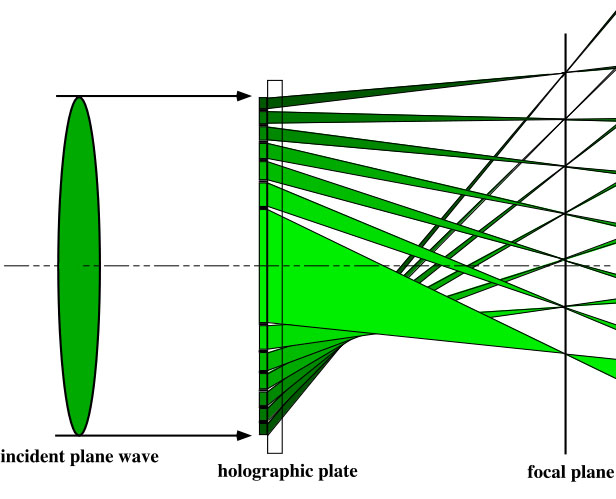 incident plane wave
holographic plate
focal plane